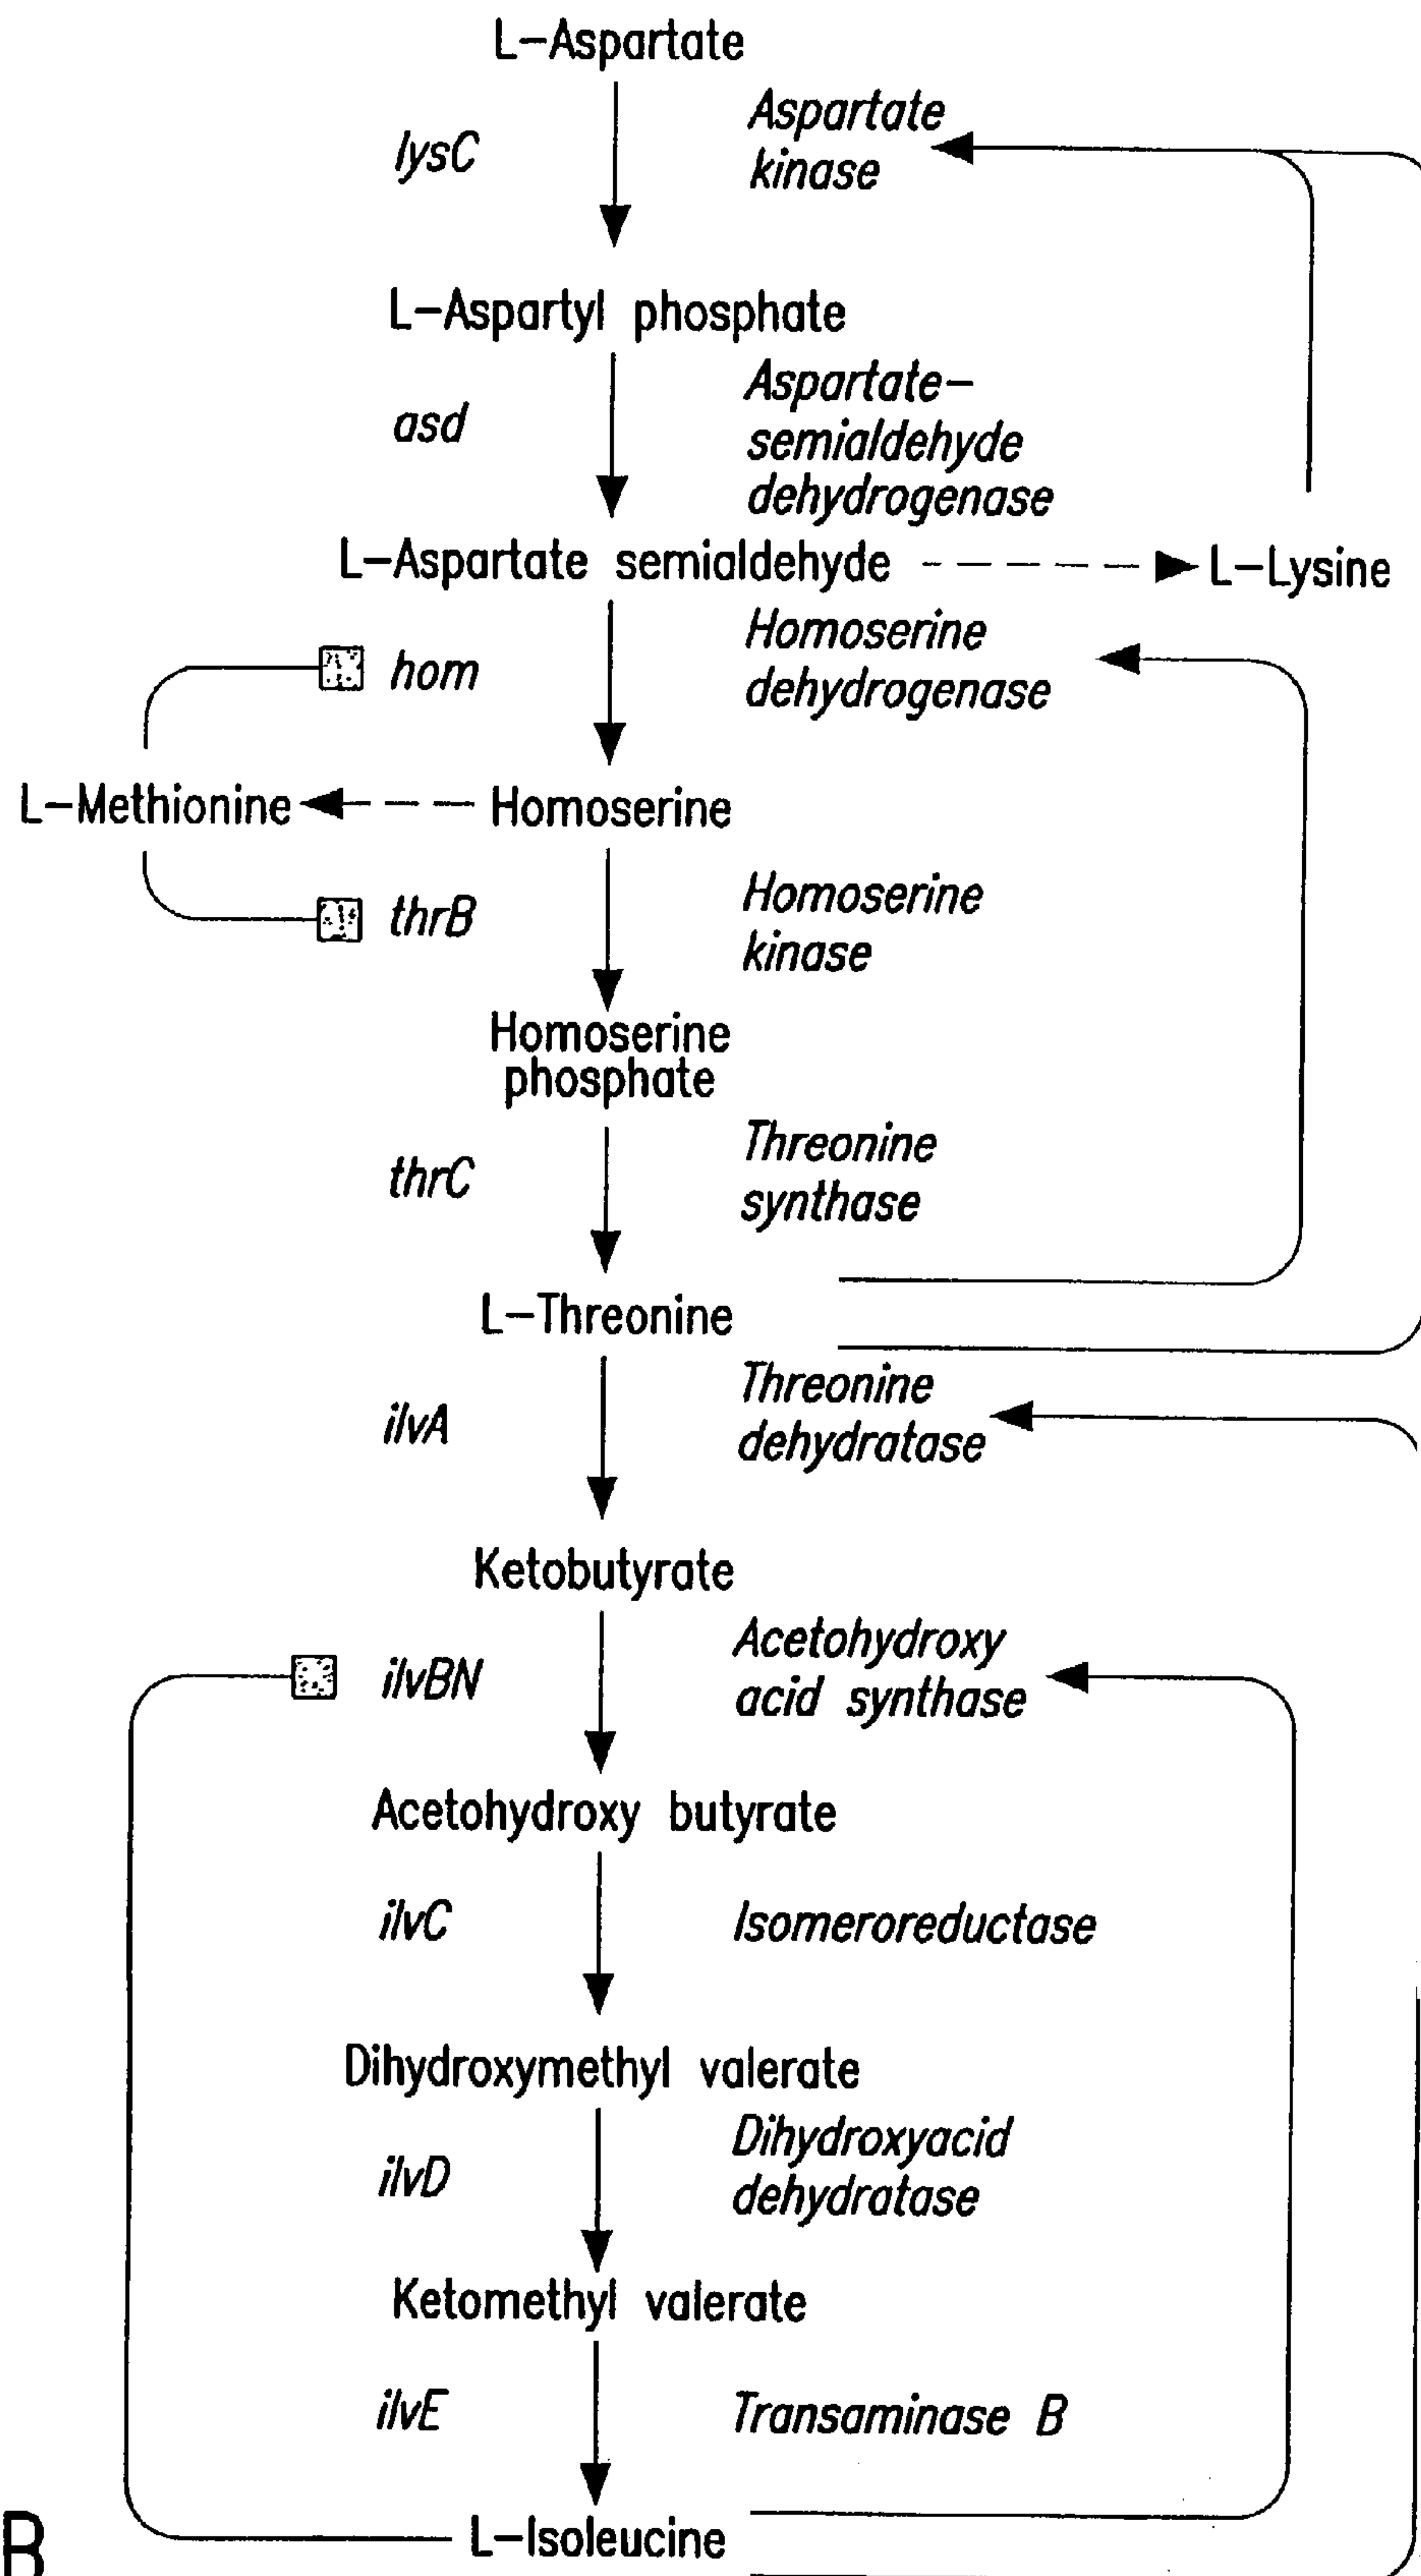 L-Aspartate
lysC
Aspartate
kinase
L-Aspartyl phosphate
asd
Aspartate-
semialdehyde
dehydrogenase
L-Aspartate semialdehyde
L-Lysine
hom
Homoserine
dehydrogenase
L-Methionine
Homoserine
thrB
Homoserine
kinase
Homoserine
phosphate
thrC
Threonine
synthase
L-Threonine
ilvA
Threonine
dehydratase
Ketobutyrate
ilvBN
Acetohydroxy
acid synthase
Acetohydroxy butyrate
ilvC
Isomeroreductase
Dihydroxymethyl valerate
ilvD
Dihydroxyacid
dehydratase
Ketomethyl valerate
ilvE
Transaminase B
L-Isoleucine
B